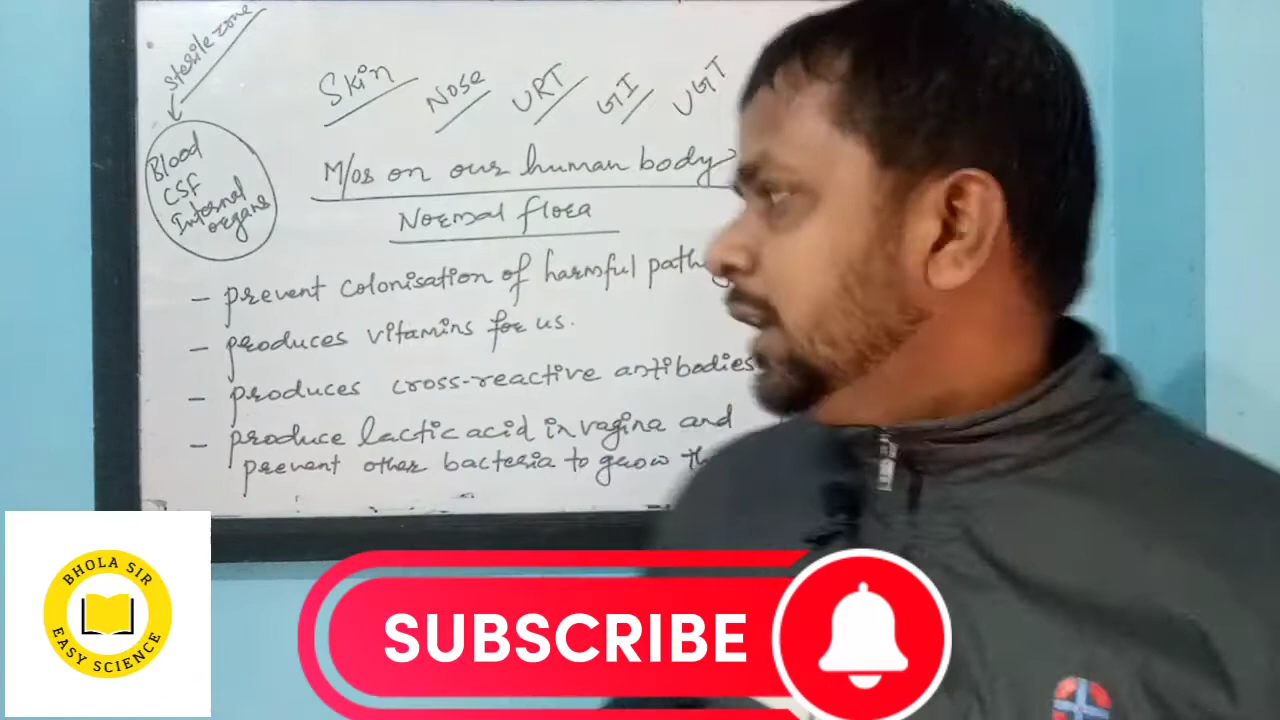 sterile zone
Skin Nose URT GI UGT
Blood
CSF
Internal
organs
M/os on our human body
Normal flora
- prevent colonisation of harmful
- produces vitamins for us.
- produces cross-reactive antibodies
- produce lactic acid in vagina and
prevent other bacteria to grow
BHOLA SIR
EASY SCIENCE
SUBSCRIBE